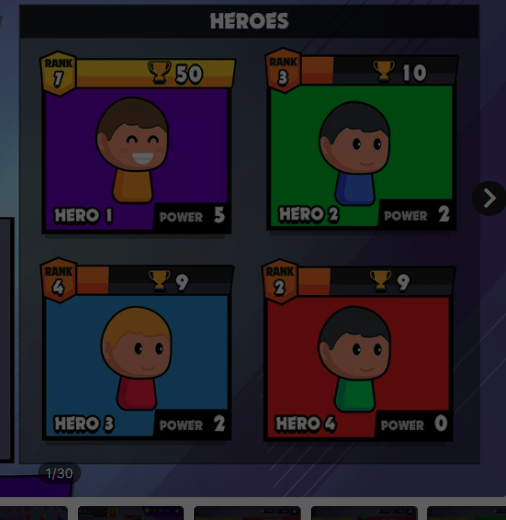 HEROES
RANK
7
50
HERO 1
POWER 5
RANK
3
10
HERO 2
POWER 2
RANK
4
9
HERO 3
POWER 2
RANK
2
9
HERO 4
POWER 0
1/30